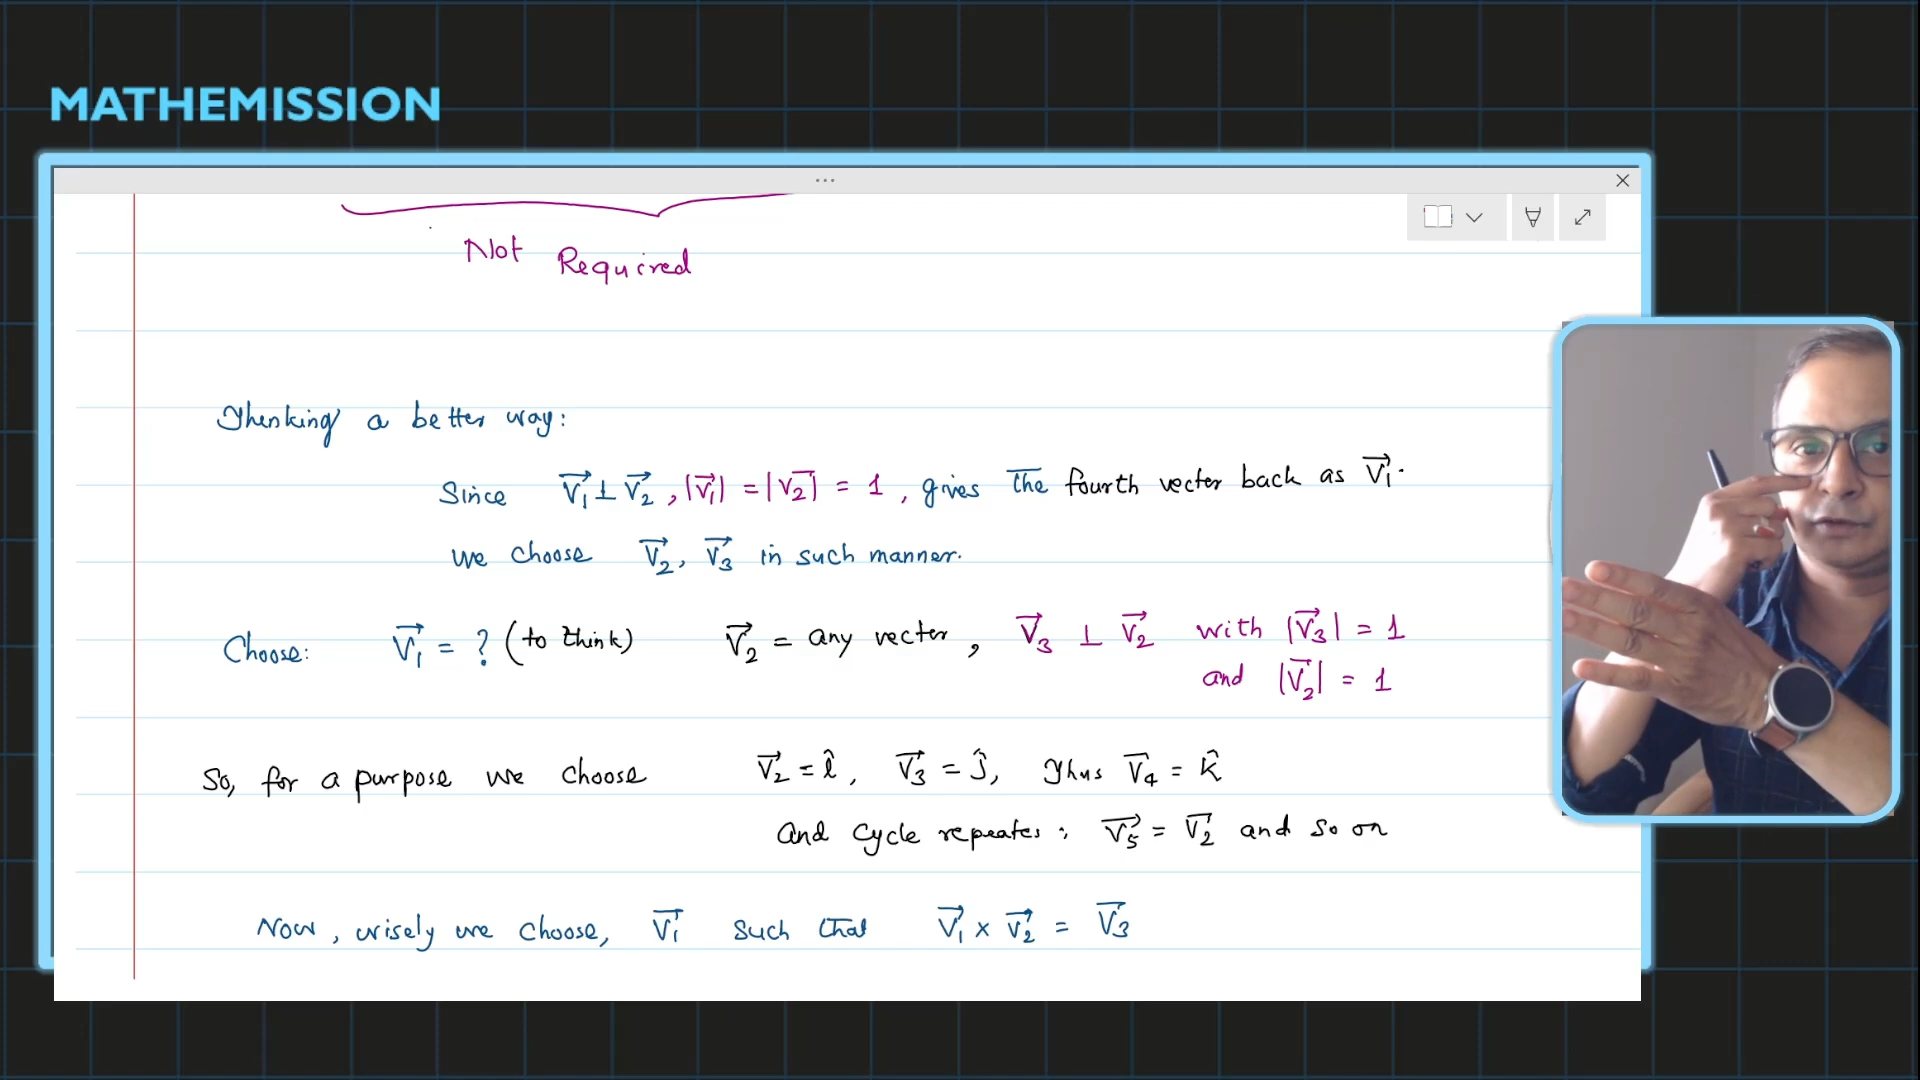 MATHEMISSION
Not Required
Thinking a better way:
Since V⃗₁ ⊥ V⃗₂, |V⃗₁| = |V⃗₂| = 1, gives the fourth vector back as V⃗₁.
we choose V⃗₂, V⃗₃ in such manner.
Choose: V⃗₁ = ? (to think) V⃗₂ = any vector, V⃗₃ ⊥ V⃗₂ with |V⃗₃| = 1
and |V⃗₂| = 1
So, for a purpose we choose V⃗₂ = î, V⃗₃ = ĵ, Thus V⃗₄ = k̂
And cycle repeates: V⃗₅ = V⃗₂ and so on
Now, wisely we choose, V⃗₁ such that V⃗₁ × V⃗₂ = V⃗₃